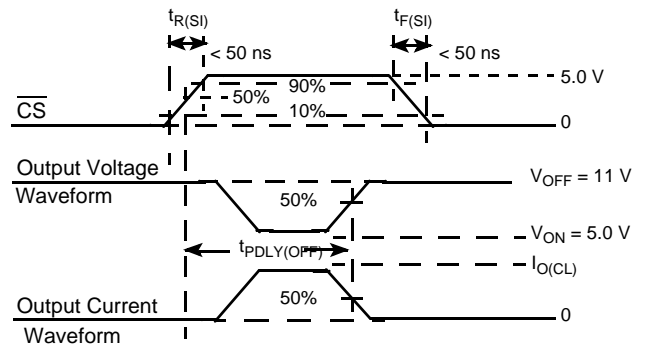 tR(SI)
tF(SI)
< 50 ns
< 50 ns
90%
5.0 V
50%
10%
CS
0
Output Voltage
Waveform
50%
VOFF = 11 V
VON = 5.0 V
tPDLY(OFF)
IO(CL)
50%
Output Current
0
Waveform